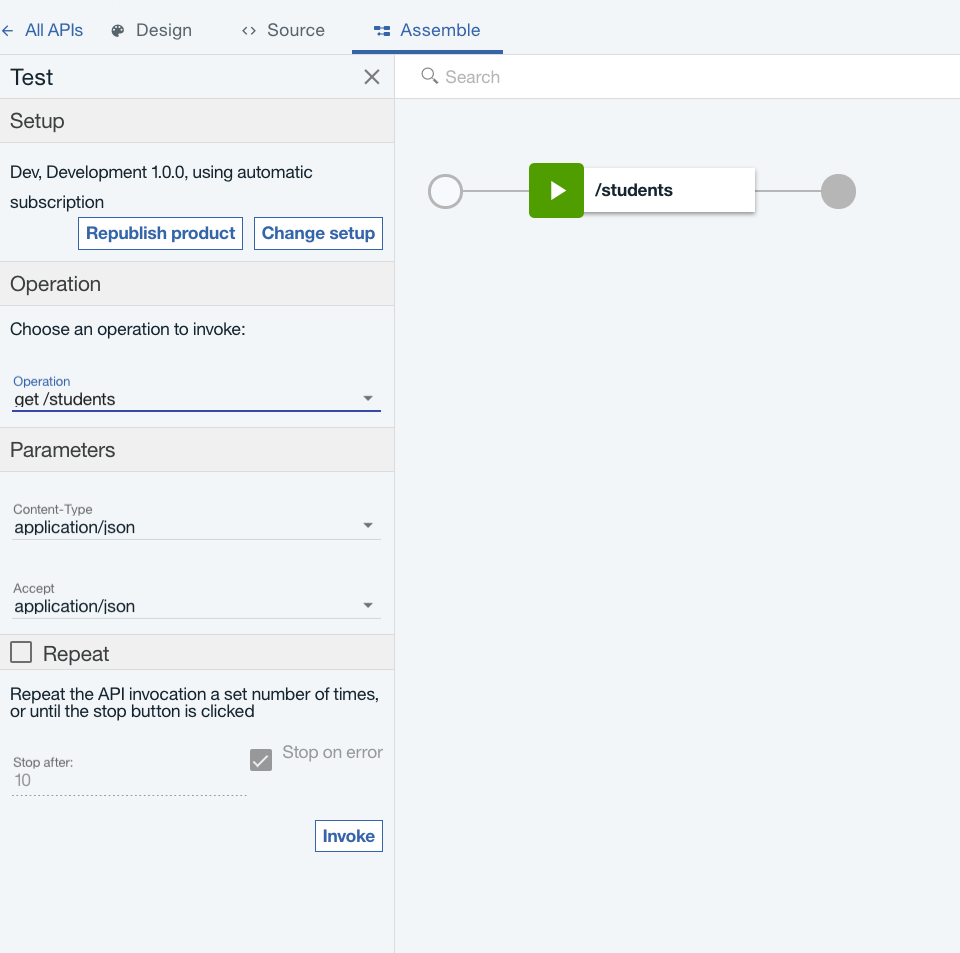 All APIs Design Source Assemble
Test
Search
Setup
Dev, Development 1.0.0, using automatic
subscription
Republish product Change setup
/students
Operation
Choose an operation to invoke:
Operation
get /students
Parameters
Content-Type
application/json
Accept
application/json
Repeat
Repeat the API invocation a set number of times,
or until the stop button is clicked
Stop after:
10
Stop on error
Invoke